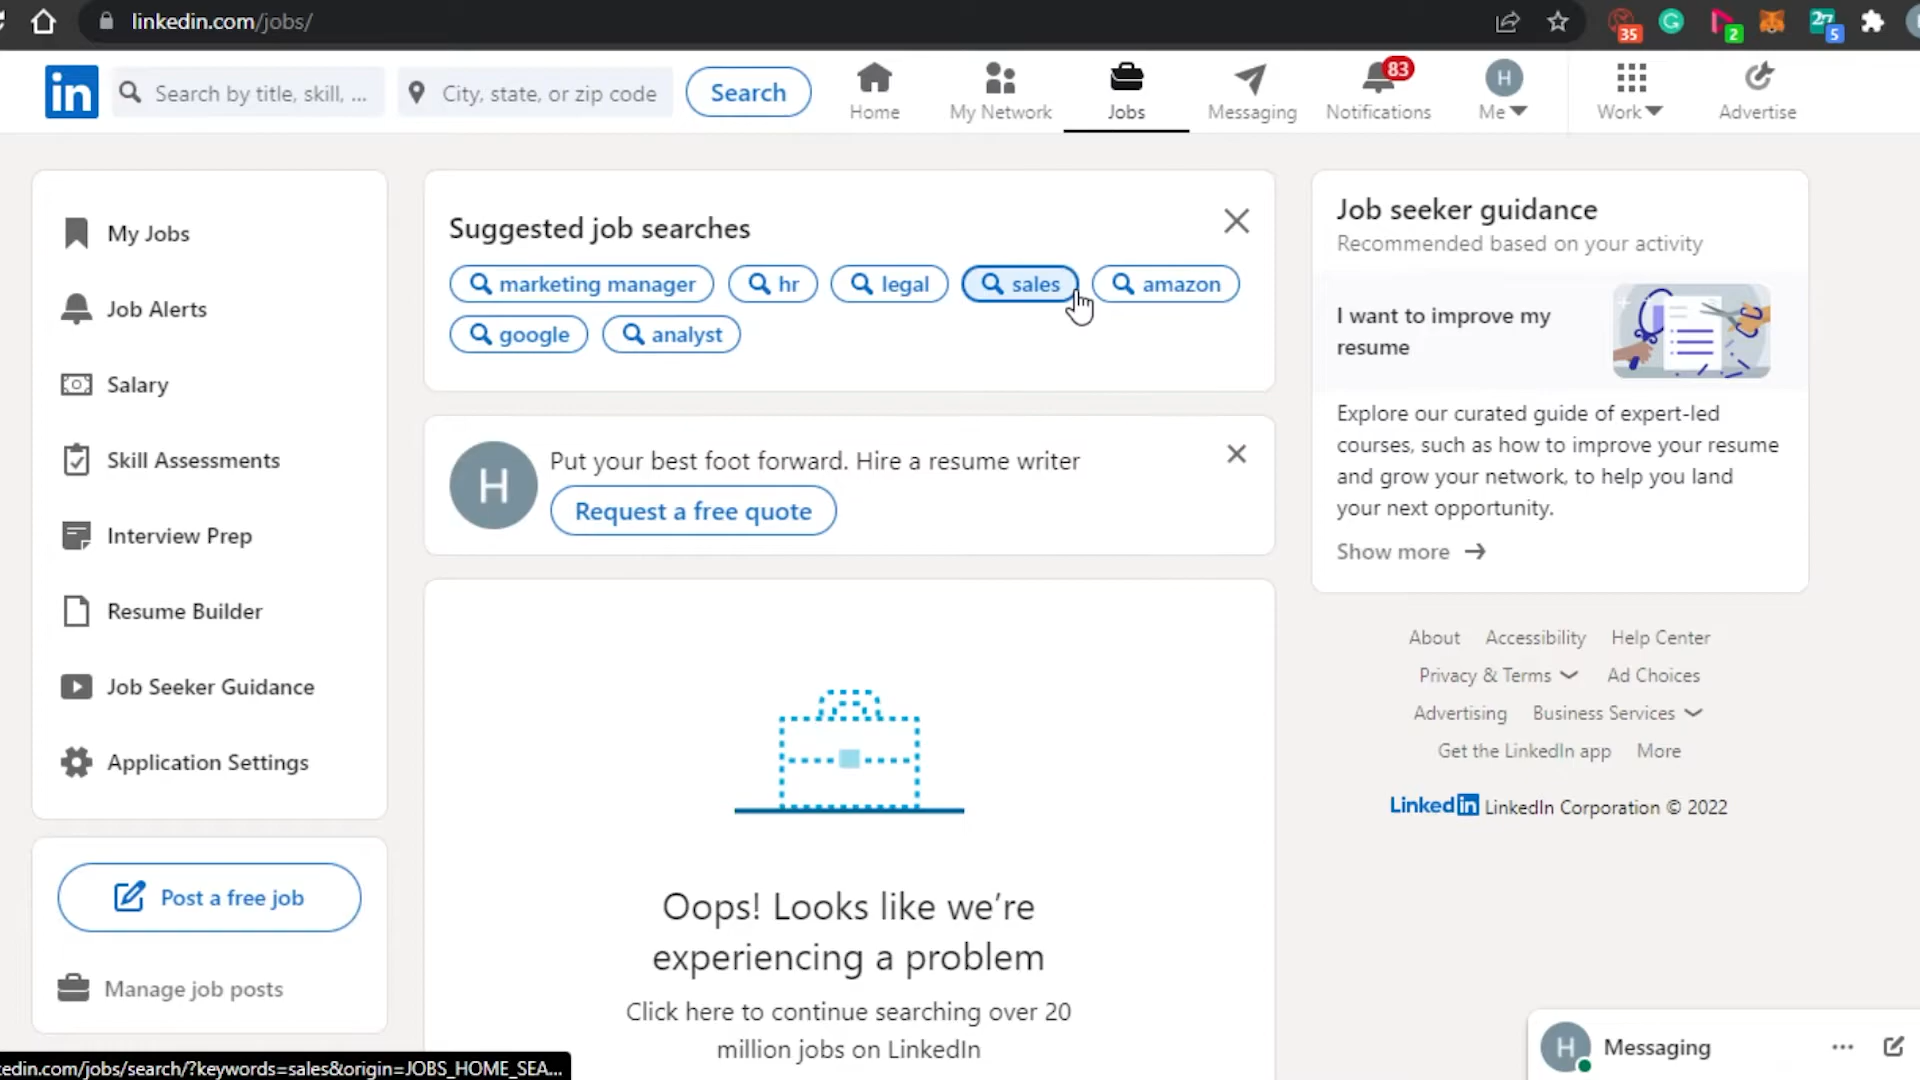 linkedin.com/jobs/
35
G
2
27
5
in
Search by title, skill, ...
City, state, or zip code
Search
Home
My Network
Jobs
Messaging
83
Notifications
H
Me
Work
Advertise
My Jobs
Job Alerts
Salary
Skill Assessments
Interview Prep
Resume Builder
Job Seeker Guidance
Application Settings
Post a free job
Manage job posts
Suggested job searches
marketing manager
hr
legal
sales
amazon
google
analyst
H
Put your best foot forward. Hire a resume writer
Request a free quote
Oops! Looks like we’re
experiencing a problem
Click here to continue searching over 20
million jobs on LinkedIn
Job seeker guidance
Recommended based on your activity
I want to improve my
resume
Explore our curated guide of expert-led
courses, such as how to improve your resume
and grow your network, to help you land
your next opportunity.
Show more
About Accessibility Help Center
Privacy & Terms Ad Choices
Advertising Business Services
Get the LinkedIn app More
LinkedIn LinkedIn Corporation © 2022
H
Messaging
edin.com/jobs/search/?keywords=sales&origin=JOBS_HOME_SEA...